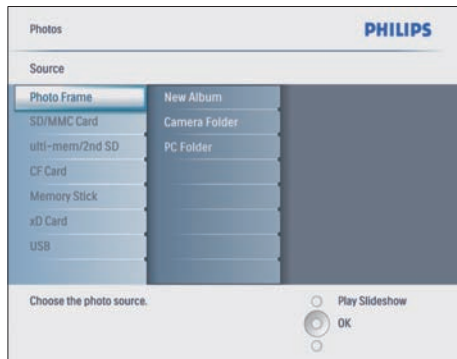 Photos
PHILIPS
Source
Photo Frame
New Album
SD/MMC Card
Camera Folder
ulti-mem/2nd SD
PC Folder
CF Card
Memory Stick
xD Card
USB
Choose the photo source.
Play Slideshow
OK